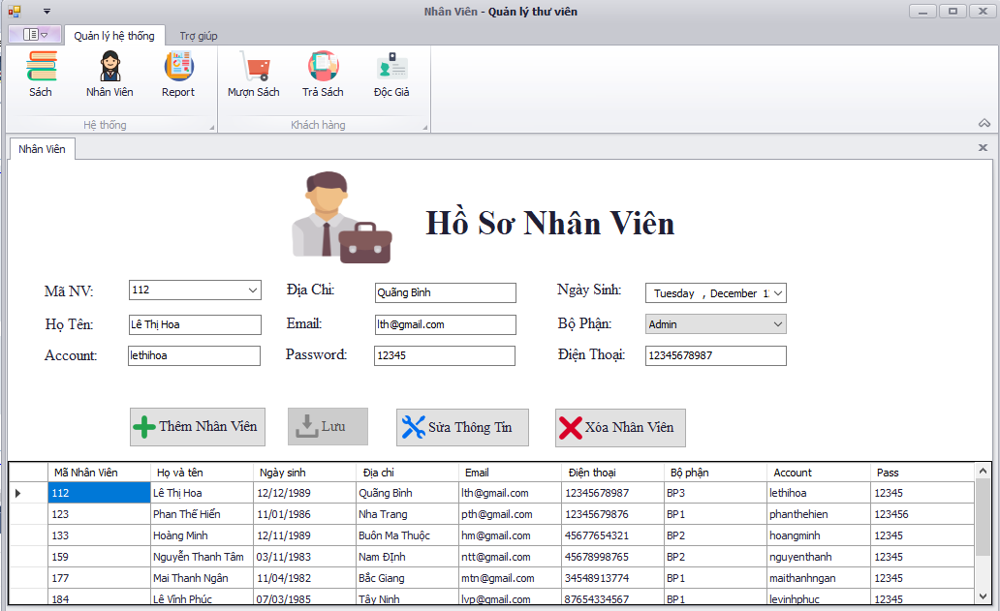 Nhân Viên - Quản lý thư viên
Quản lý hệ thống Trợ giúp
Sách Nhân Viên Report Mượn Sách Trả Sách Độc Giả
Hệ thống Khách hàng
Nhân Viên
Hồ Sơ Nhân Viên
Mã NV: 112 Địa Chỉ: Quãng Bình Ngày Sinh: Tuesday , December 1
Họ Tên: Lê Thị Hoa Email: lth@gmail.com Bộ Phận: Admin
Account: lethihoa Password: 12345 Điện Thoại: 12345678987
Thêm Nhân Viên Lưu Sửa Thông Tin Xóa Nhân Viên
Mã Nhân Viên Họ và tên Ngày sinh Địa chỉ Email Điện thoại Bộ phận Account Pass
112 Lê Thị Hoa 12/12/1989 Quãng Bình lth@gmail.com 12345678987 BP3 lethihoa 12345
123 Phan Thế Hiển 11/01/1986 Nha Trang pth@gmail.com 12345679876 BP1 phanthehien 123456
133 Hoàng Minh 12/11/1989 Buôn Ma Thuộc hm@gmail.com 45677654321 BP2 hoangminh 12345
159 Nguyễn Thanh Tâm 03/11/1983 Nam Định ntt@gmail.com 45678998765 BP2 nguyenthanh 12345
177 Mai Thanh Ngân 11/04/1982 Bắc Giang mtn@gmail.com 34548913774 BP1 maithanhngan 12345
184 Lê Vĩnh Phúc 07/03/1985 Tây Ninh lvp@gmail.com 87654334567 BP1 levinhphuc 12345